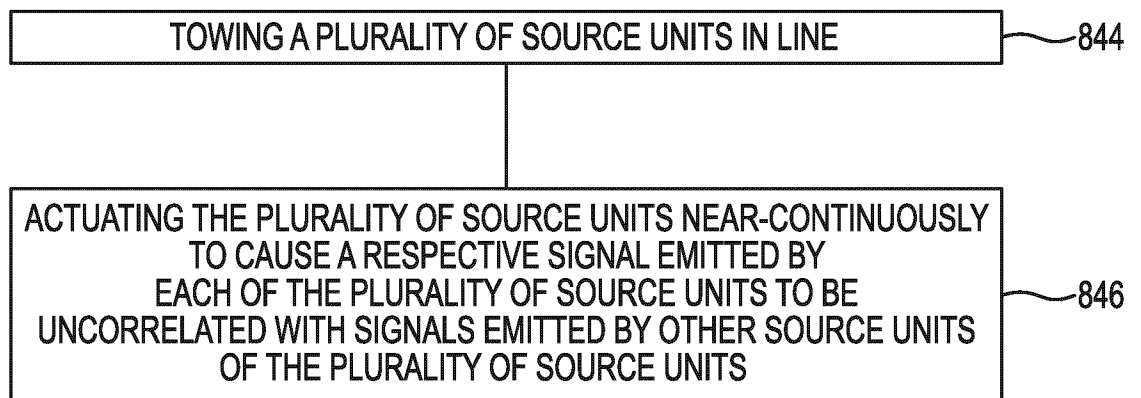 TOWING A PLURALITY OF SOURCE UNITS IN LINE
844
ACTUATING THE PLURALITY OF SOURCE UNITS NEAR-CONTINUOUSLY
TO CAUSE A RESPECTIVE SIGNAL EMITTED BY
EACH OF THE PLURALITY OF SOURCE UNITS TO BE
UNCORRELATED WITH SIGNALS EMITTED BY OTHER SOURCE UNITS
OF THE PLURALITY OF SOURCE UNITS
846